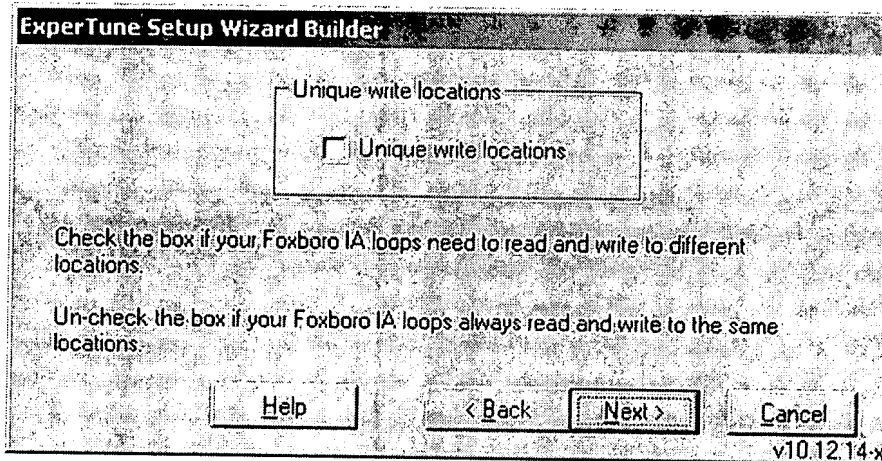 ExperTune Setup Wizard Builder
Unique write locations
Unique write locations
Check the box if your Foxboro IA loops need to read and write to different
locations.
Un-check the box if your Foxboro IA loops always read and write to the same
locations.
Help
< Back
Next >
Cancel
v10.12.14-x